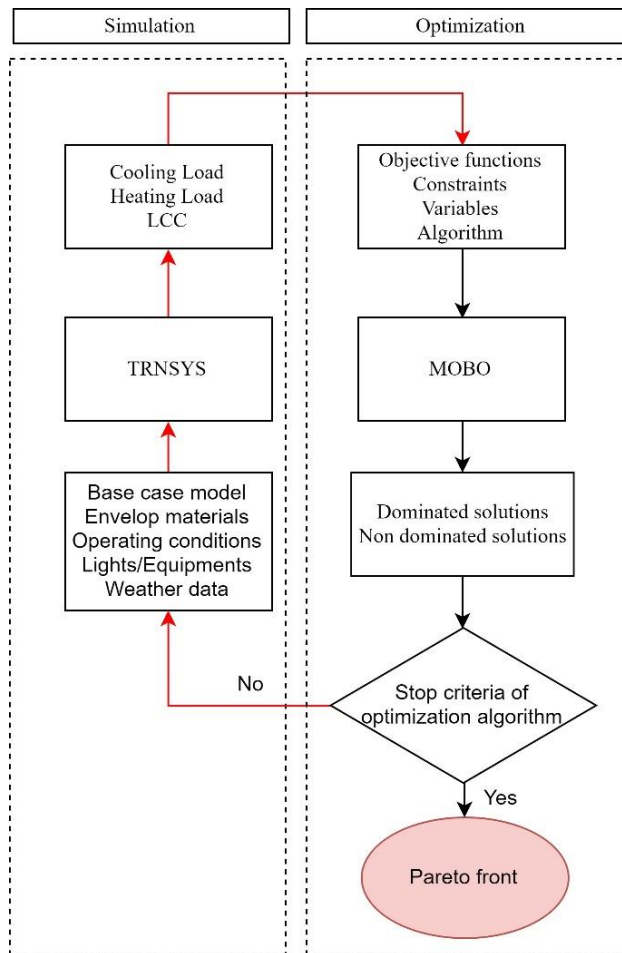 Simulation
Optimization
Cooling Load
Heating Load
LCC
Objective functions
Constraints
Variables
Algorithm
TRNSYS
MOBO
Base case model
Envelop materials
Operating conditions
Lights/Equipments
Weather data
Dominated solutions
Non dominated solutions
No
Stop criteria of
optimization algorithm
Yes
Pareto front